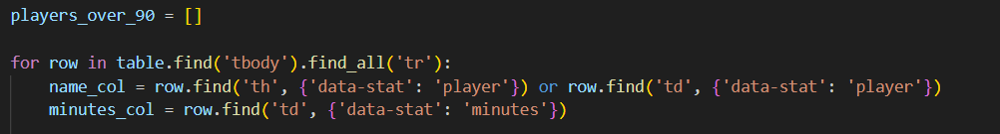 players_over_90 = []
for row in table.find('tbody').find_all('tr'):
    name_col = row.find('th', {'data-stat': 'player'}) or row.find('td', {'data-stat': 'player'})
    minutes_col = row.find('td', {'data-stat': 'minutes'})